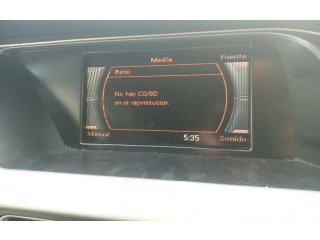 Media
Fuente
Nota
No hay CD/SD
en el reproductor.
Manual
5:35
Sonido